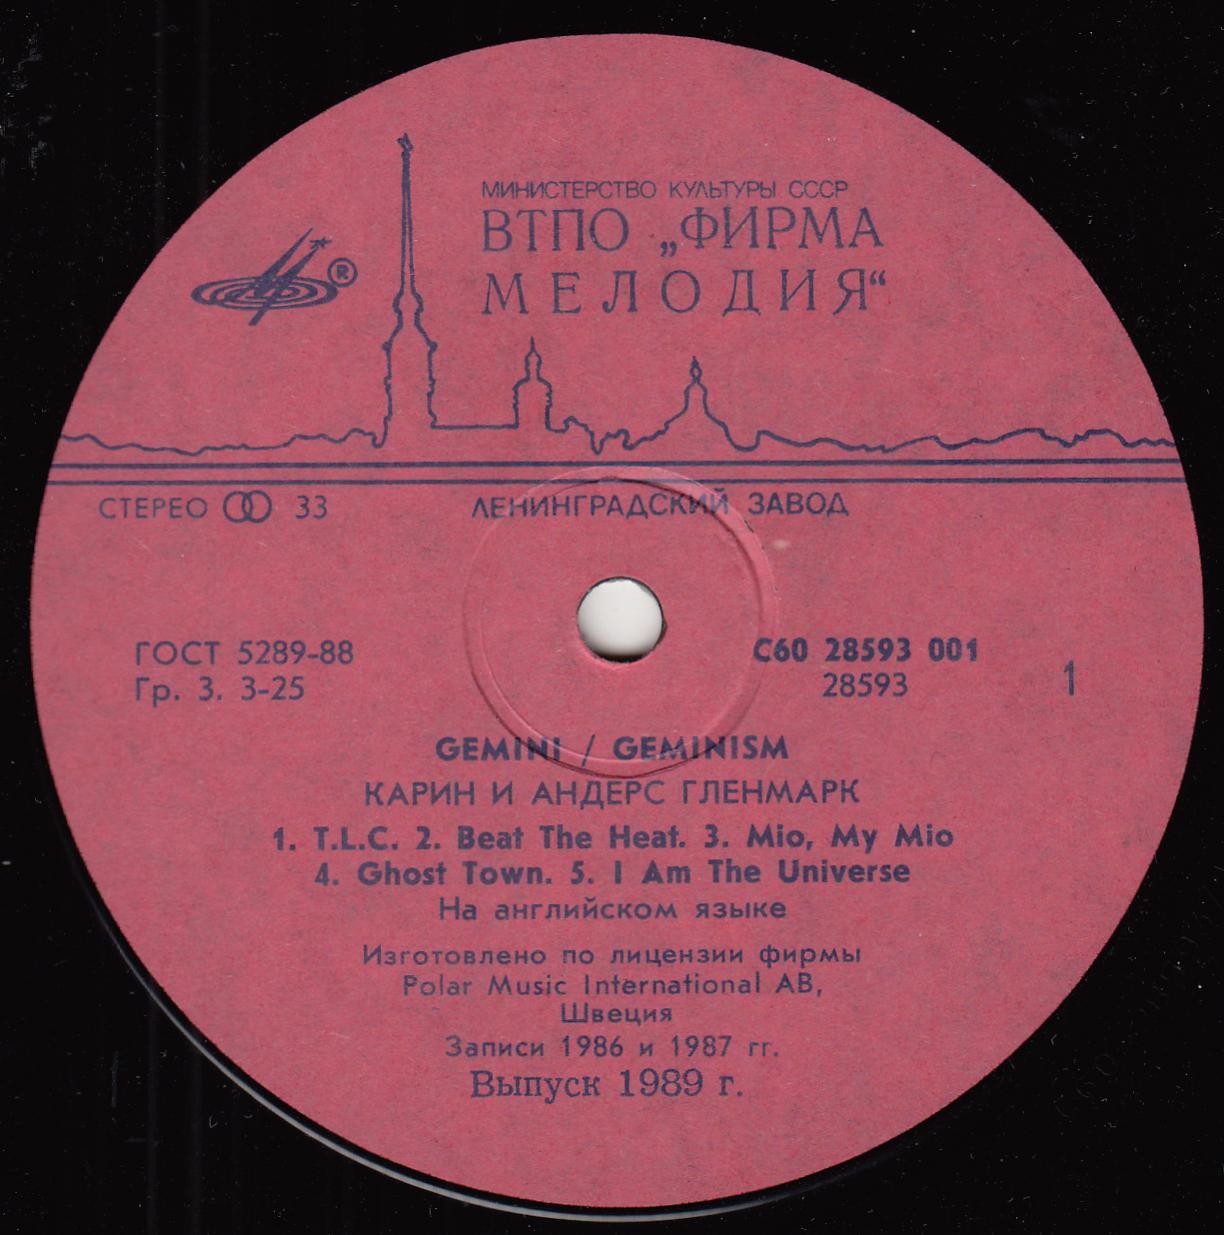 МИНИСТЕРСТВО КУЛЬТУРЫ СССР
ВТПО „ФИРМА
МЕЛОДИЯ“
®
СТЕРЕО 33
ЛЕНИНГРАДСКИЙ ЗАВОД
ГОСТ 5289-88
Гр. 3. 3-25
С60 28593 001
28593
1
GEMINI / GEMINISM
КАРИН И АНДЕРС ГЛЕНМАРК
1. T.L.C. 2. Beat The Heat. 3. Mio, My Mio
4. Ghost Town. 5. I Am The Universe
На английском языке
Изготовлено по лицензии фирмы
Polar Music International AB,
Швеция
Записи 1986 и 1987 гг.
Выпуск 1989 г.